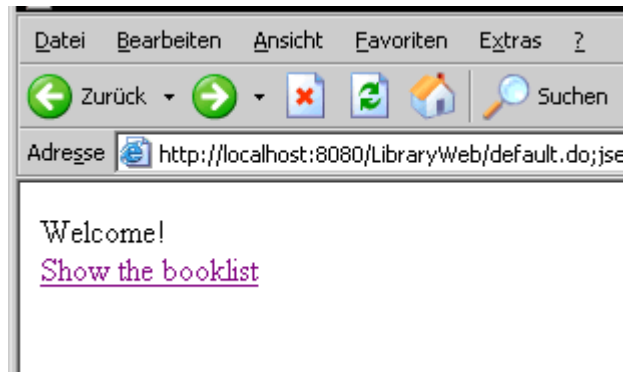 Datei Bearbeiten Ansicht Favoriten Extras ?
Zurück Suchen
Adresse http://localhost:8080/LibraryWeb/default.do;jse
Welcome!
Show the booklist